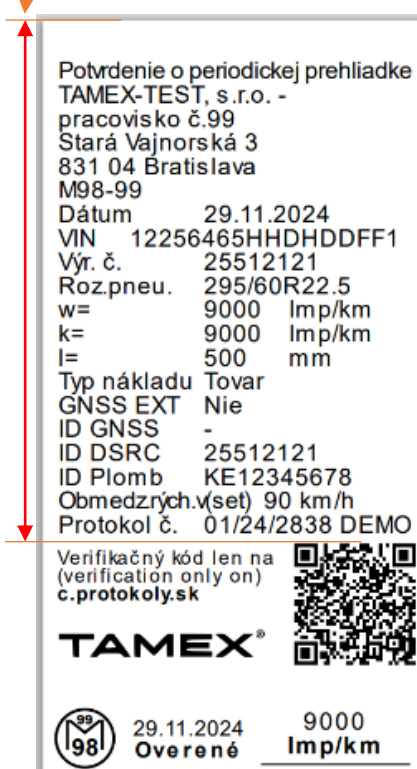 Potvrdenie o periodickej prehliadke
TAMEX-TEST, s.r.o. -
pracovisko č.99
Stará Vajnorská 3
831 04 Bratislava
M98-99
Dátum 29.11.2024
VIN 12256465HHDHDDFF1
Výr. č. 25512121
Roz.pneu. 295/60R22.5
w= 9000 Imp/km
k= 9000 Imp/km
l= 500 mm
Typ nákladu Tovar
GNSS EXT Nie
ID GNSS -
ID DSRC 25512121
ID Plomb KE12345678
Obmedz.rých.v(set) 90 km/h
Protokol č. 01/24/2838 DEMO
Verifikačný kód len na
(verification only on)
c.protokoly.sk
TAMEX®
99
M
98
29.11.2024
Overené
9000
Imp/km